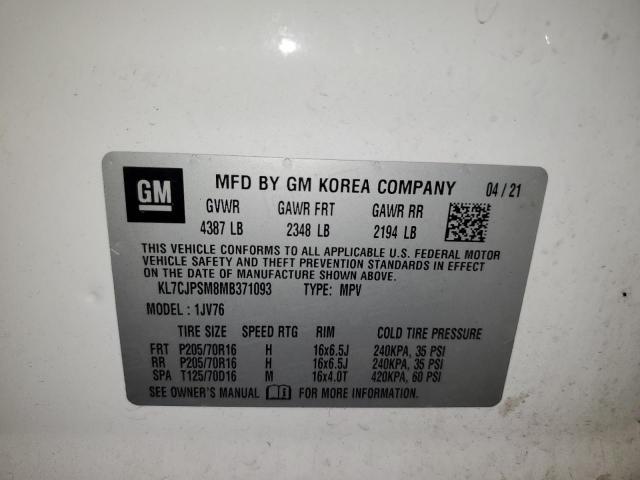 GM MFD BY GM KOREA COMPANY 04 / 21
GVWR GAWR FRT GAWR RR
4387 LB 2348 LB 2194 LB
THIS VEHICLE CONFORMS TO ALL APPLICABLE U.S. FEDERAL MOTOR
VEHICLE SAFETY AND THEFT PREVENTION STANDARDS IN EFFECT ON
THE DATE OF MANUFACTURE SHOWN ABOVE.
KL7CJPSM8MB371093 TYPE: MPV
MODEL : 1JV76
TIRE SIZE SPEED RTG RIM COLD TIRE PRESSURE
FRT P205/70R16 H 16x6.5J 240KPA, 35 PSI
RR P205/70R16 H 16x6.5J 240KPA, 35 PSI
SPA T125/70D16 M 16x4.0T 420KPA, 60 PSI
SEE OWNER'S MANUAL FOR MORE INFORMATION.